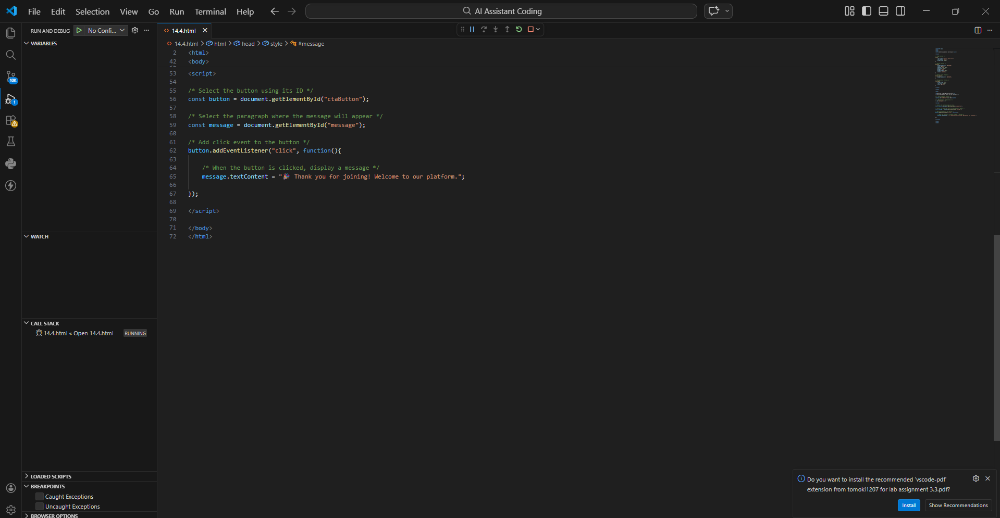 File Edit Selection View Go Run Terminal Help
AI Assistant Coding
RUN AND DEBUG No Confi...
14.4.html
14.4.html > html > head > style > #message
VARIABLES
WATCH
CALL STACK
14.4.html « Open 14.4.html RUNNING
LOADED SCRIPTS
BREAKPOINTS
Caught Exceptions
Uncaught Exceptions
BROWSER OPTIONS
10K
1
2 <html>
42 <body>
53 <script>
54
55 /* Select the button using its ID */
56 const button = document.getElementById("ctaButton");
57
58 /* Select the paragraph where the message will appear */
59 const message = document.getElementById("message");
60
61 /* Add click event to the button */
62 button.addEventListener("click", function(){
63
64 /* When the button is clicked, display a message */
65 message.textContent = "🎉 Thank you for joining! Welcome to our platform.";
66
67 });
68
69 </script>
70
71 </body>
72 </html>
Do you want to install the recommended 'vscode-pdf'
extension from tomoki1207 for lab assignment 3.3.pdf?
Install Show Recommendations